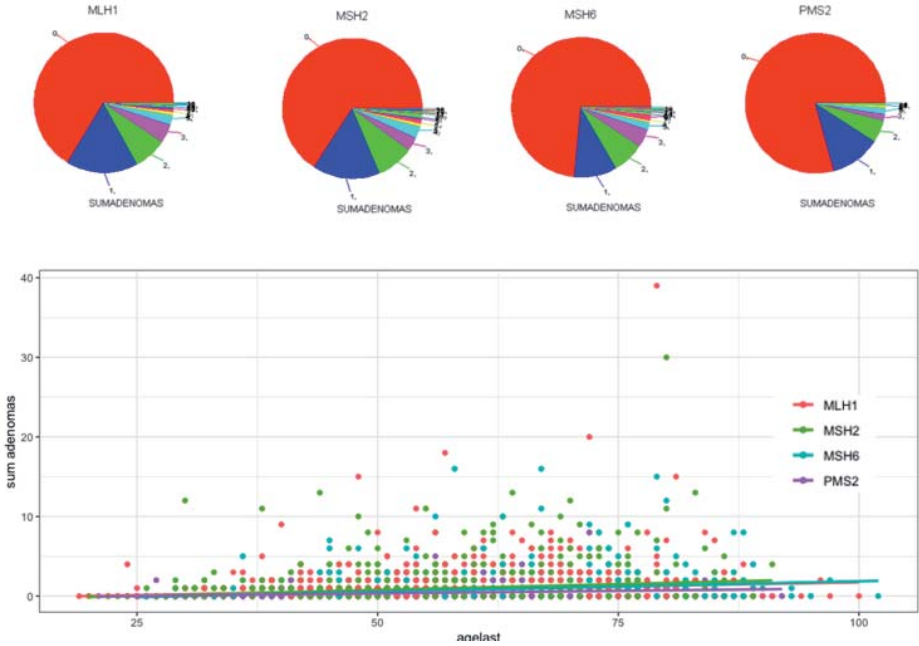 MLH1
MSH2
MSH6
PMS2
0,
1,
2,
3,
0,
1,
2,
3,
0,
1,
2,
3,
0,
1,
2,
SUMADENOMAS
SUMADENOMAS
SUMADENOMAS
SUMADENOMAS
40
30
20
10
0
sum adenomas
MLH1
MSH2
MSH6
PMS2
25
50
75
100
agelast